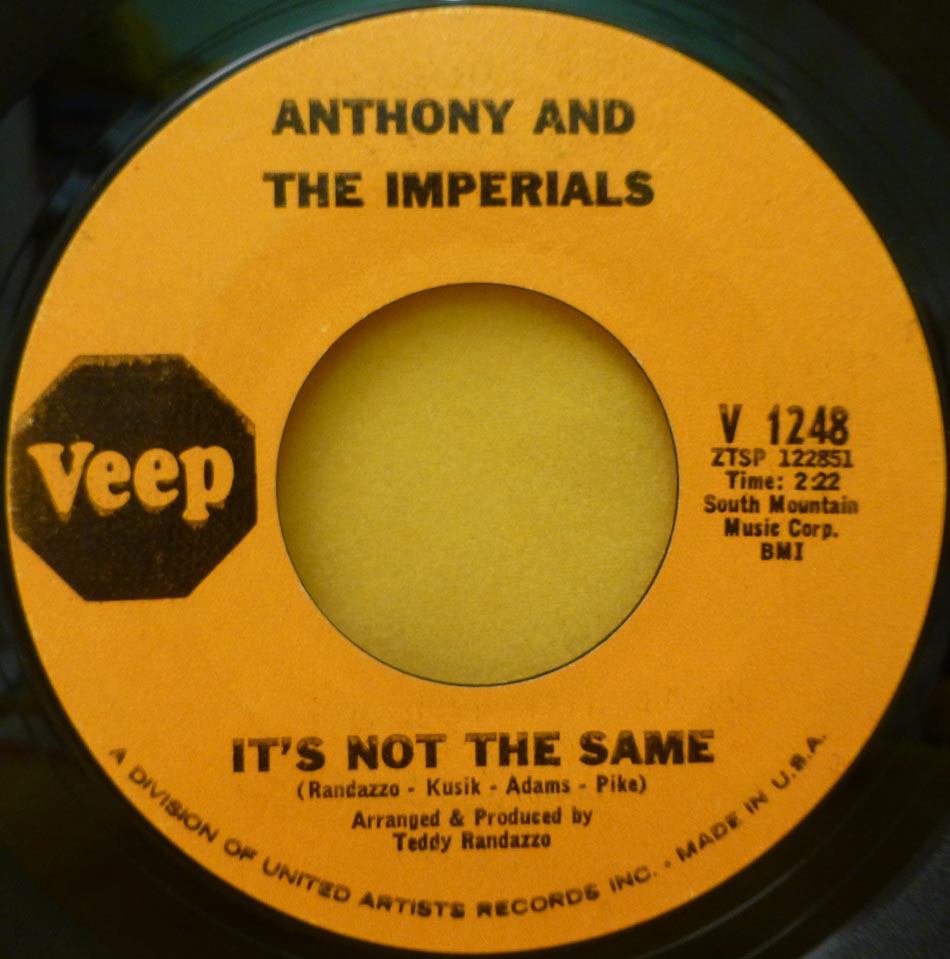 ANTHONY AND
THE IMPERIALS
Veep
V 1248
ZTSP 122851
Time: 2:22
South Mountain
Music Corp.
BMI
IT'S NOT THE SAME
(Randazzo - Kusik - Adams - Pike)
Arranged & Produced by
Teddy Randazzo
A DIVISION OF UNITED ARTISTS RECORDS INC. • MADE IN U.S.A.